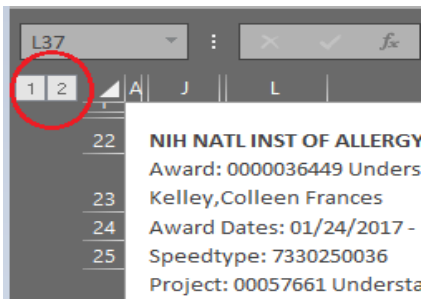 L37 fx
1 2 A J L
22 NIH NATL INST OF ALLERGY
Award: 0000036449 Unders
23 Kelley,Colleen Frances
24 Award Dates: 01/24/2017 -
25 Speedtype: 7330250036
Project: 00057661 Understa